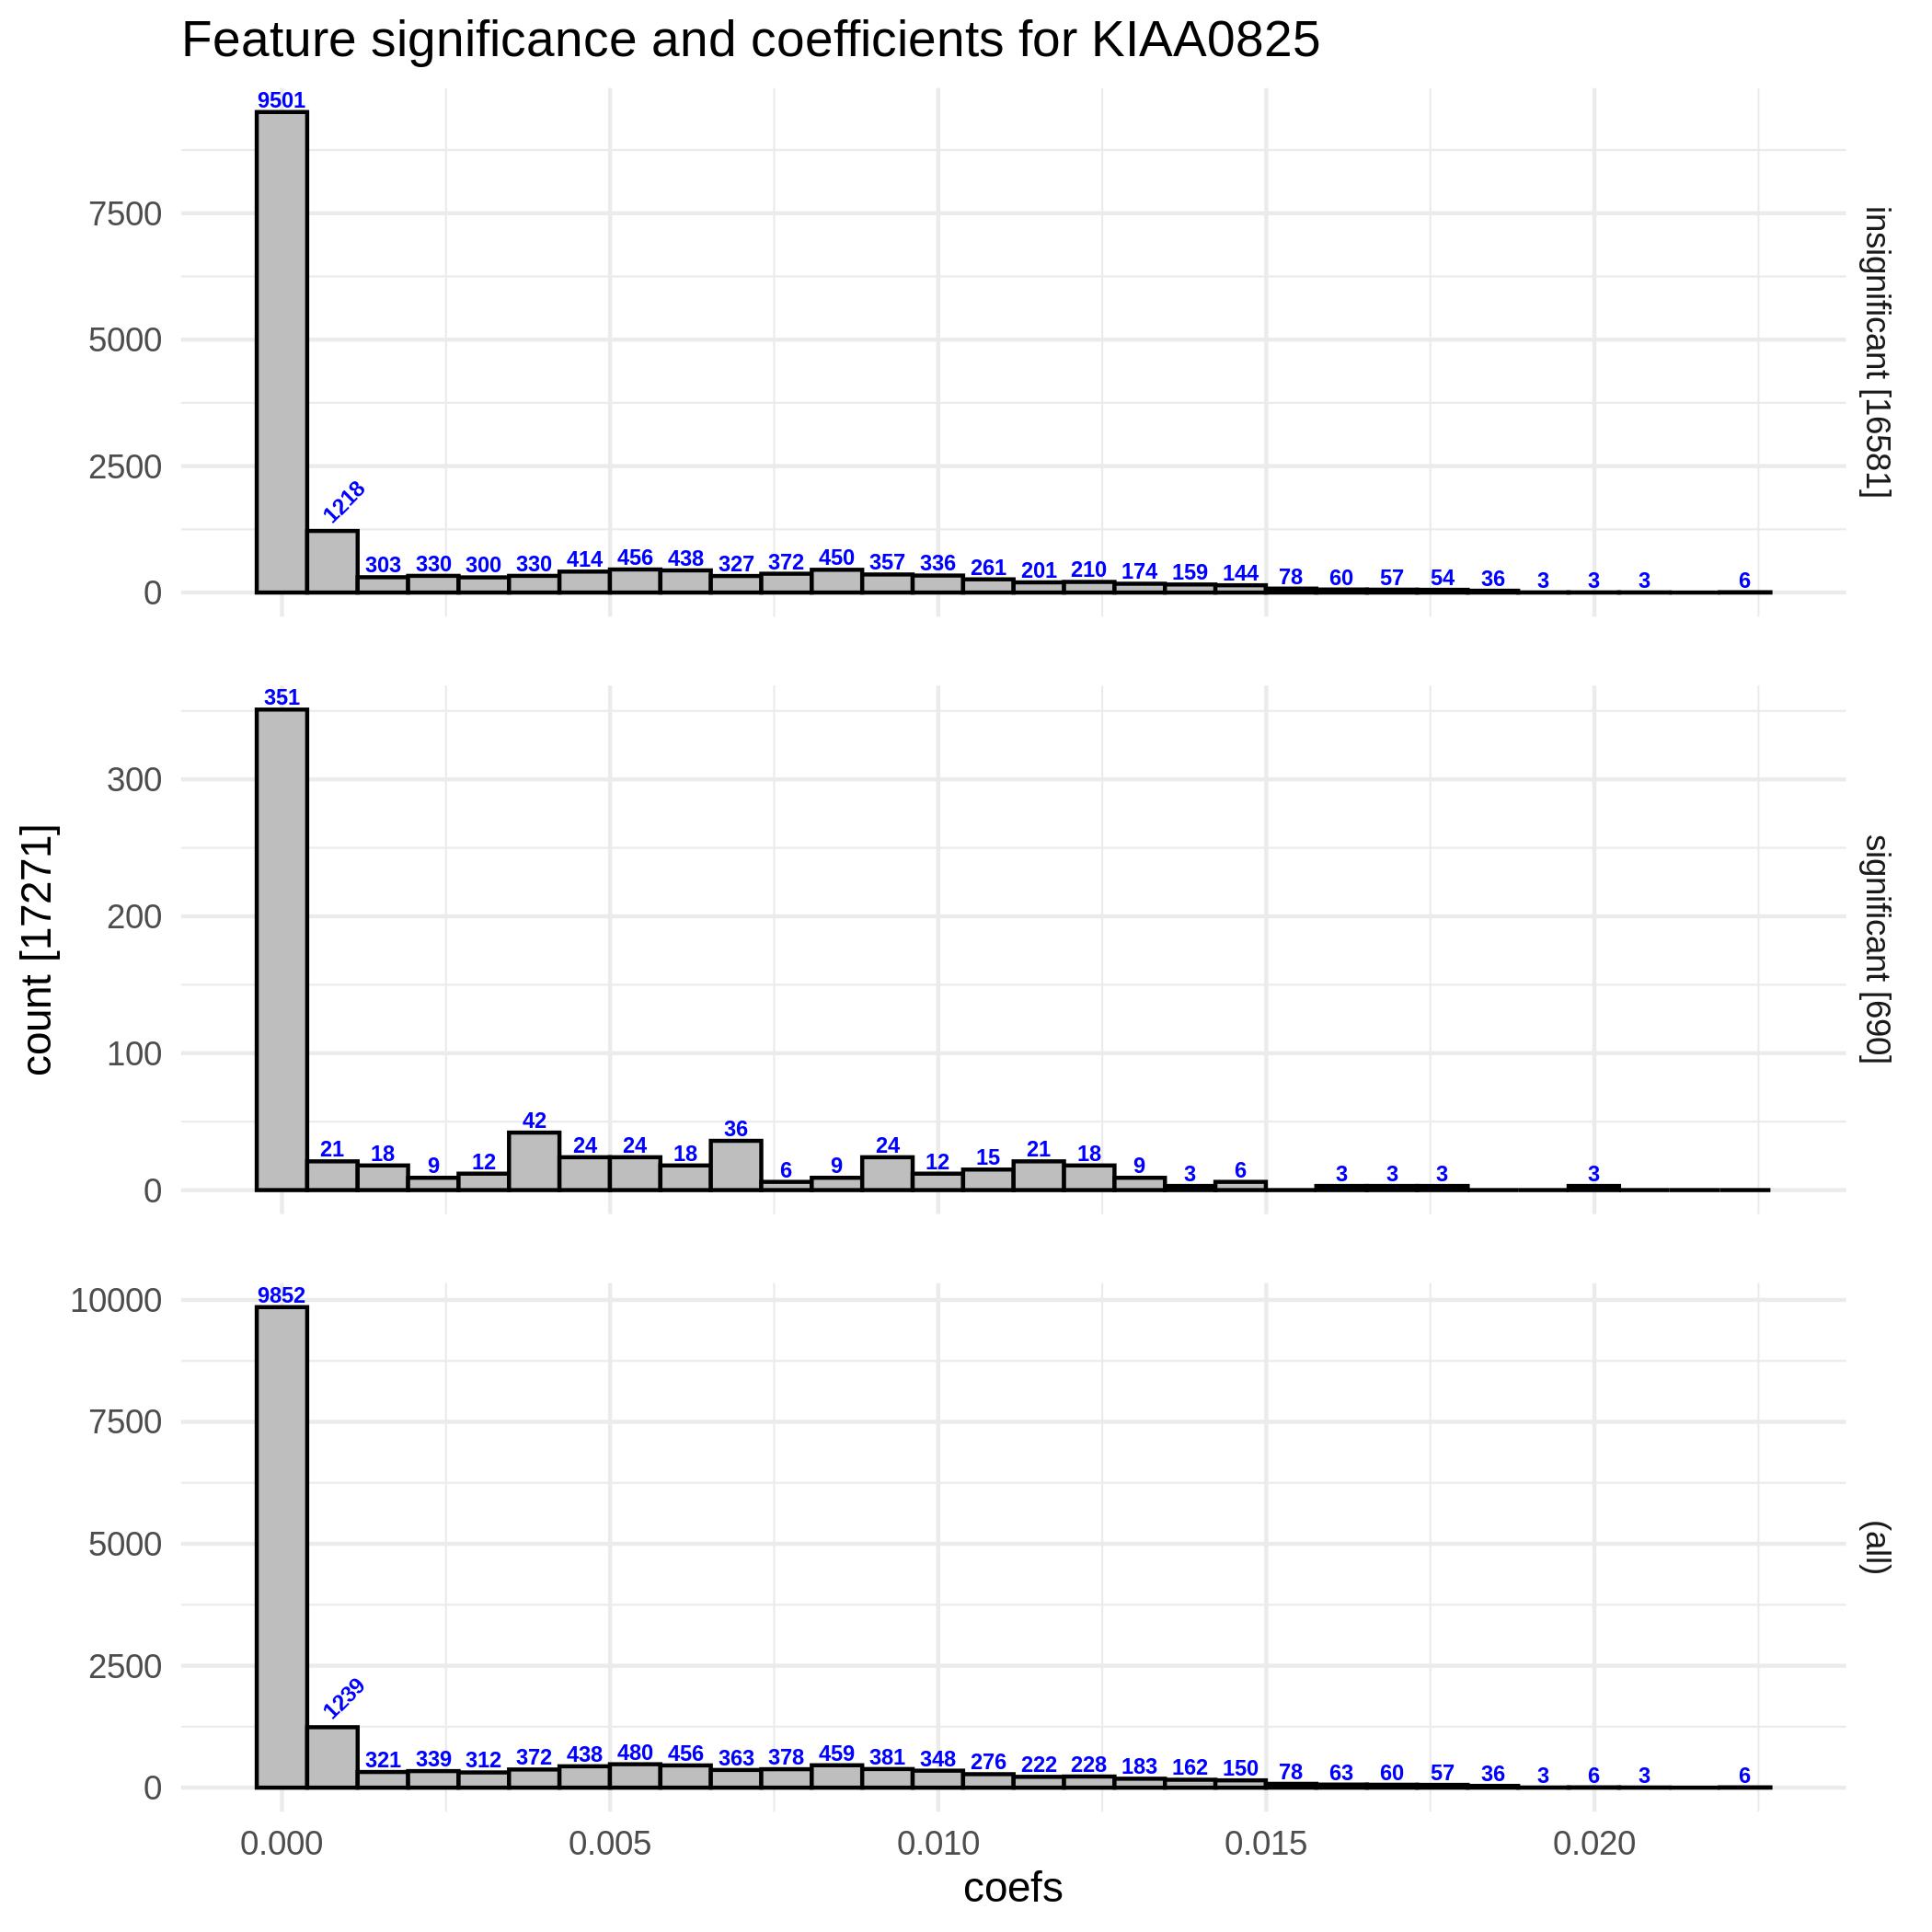 Feature significance and coefficients for KIAA0825
count [17271]
9501
1218
303 330 300 330 414 456 438 327 372 450 357 336 261 201 210 174 159 144 78 60 57 54 36 3 3 3 6
7500
5000
2500
0
insignificant [16581]
351
21 18 9 12 42 24 24 18 36 6 9 24 12 15 21 18 9 3 6 3 3 3 3
300
200
100
0
significant [690]
9852
1239
321 339 312 372 438 480 456 363 378 459 381 348 276 222 228 183 162 150 78 63 60 57 36 3 6 3 6
10000
7500
5000
2500
0
(all)
0.000 0.005 0.010 0.015 0.020
coefs